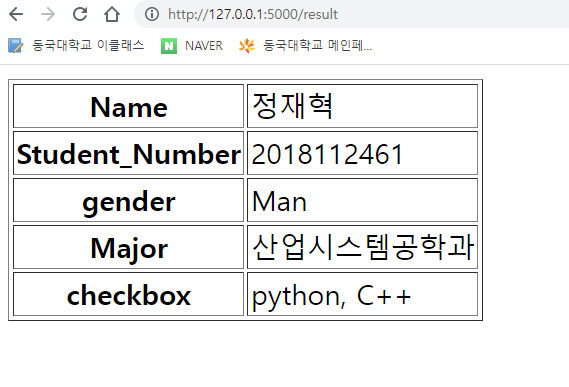 http://127.0.0.1:5000/result
동국대학교 이클래스 NAVER 동국대학교 메인페...
Name 정재혁
Student_Number 2018112461
gender Man
Major 산업시스템공학과
checkbox python, C++